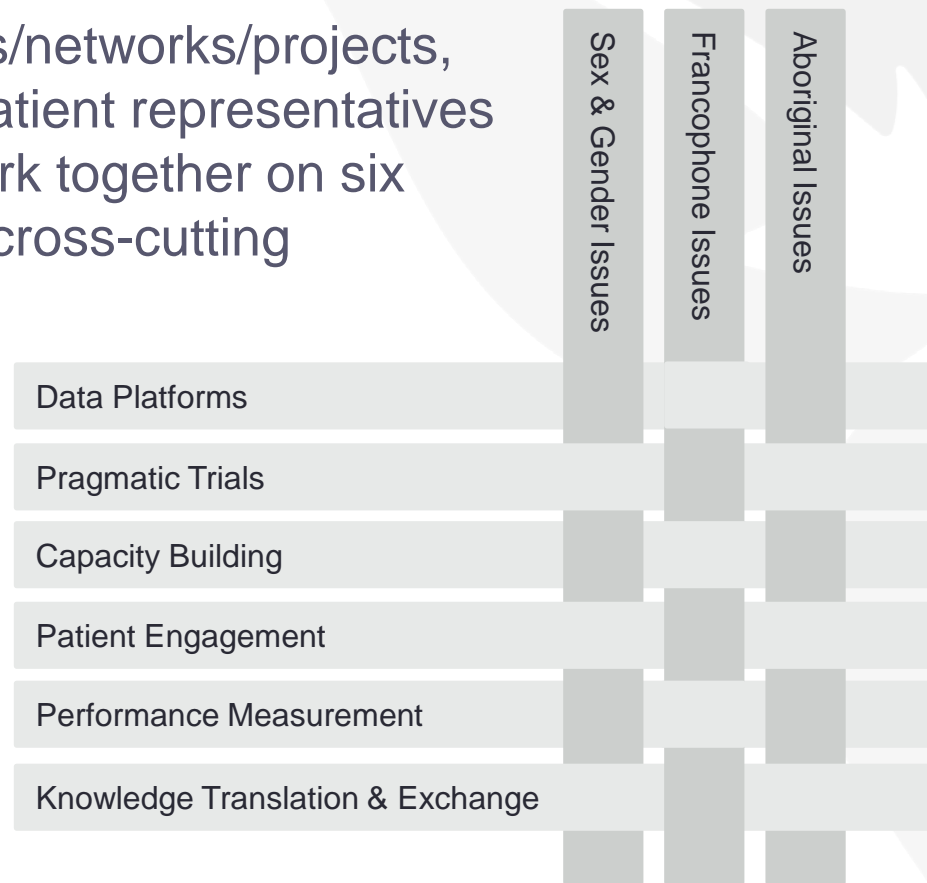 s/networks/projects,
atient representatives
rk together on six
cross-cutting
Sex & Gender Issues
Francophone Issues
Aboriginal Issues
Data Platforms
Pragmatic Trials
Capacity Building
Patient Engagement
Performance Measurement
Knowledge Translation & Exchange